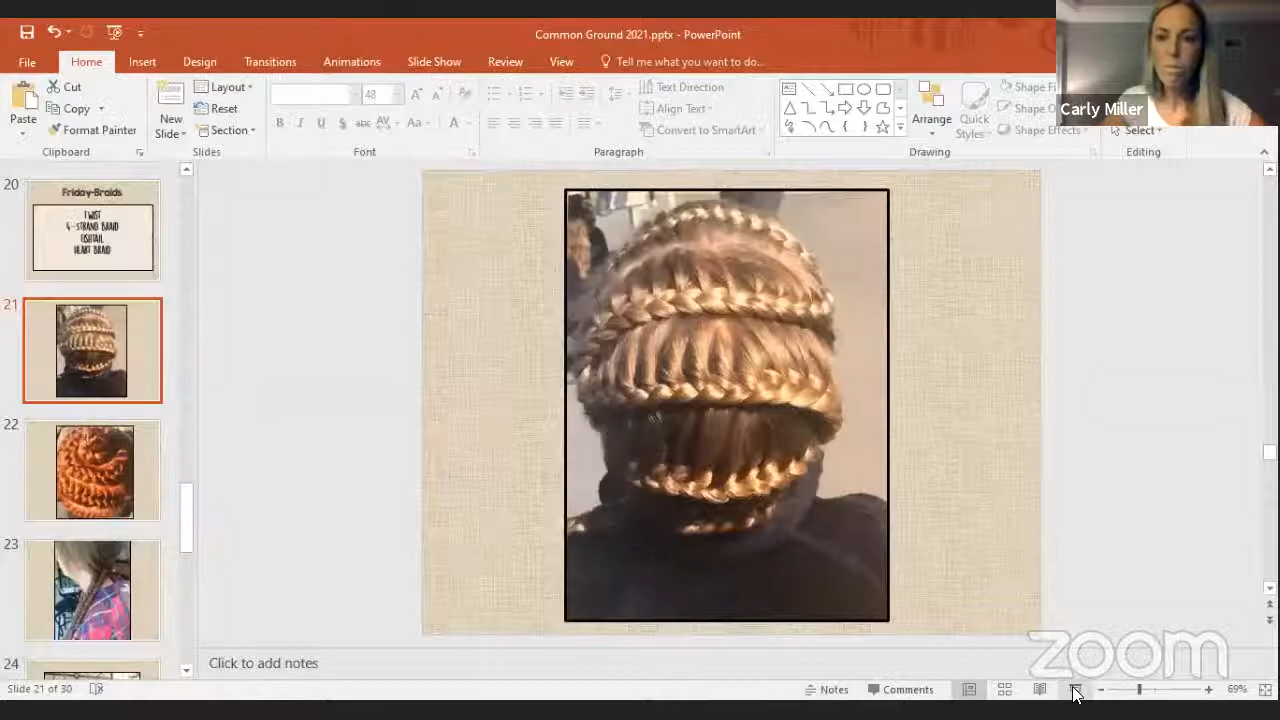 Common Ground 2021.pptx - PowerPoint
File Home Insert Design Transitions Animations Slide Show Review View Tell me what you want to do...
Paste
Cut
Copy
Format Painter
Clipboard
New Slide
Layout
Reset
Section
Slides
48
Font
Text Direction
Align Text
Convert to SmartArt
Paragraph
Arrange
Quick Styles
Shape Effects
Drawing
Select
Editing
Carly Miller
20
Friday-Braids
TWIST
4-STRAND BRAID
FISHTAIL
HEART BRAID
21
22
23
24
Click to add notes
zoom
Slide 21 of 30
Notes
Comments
69%